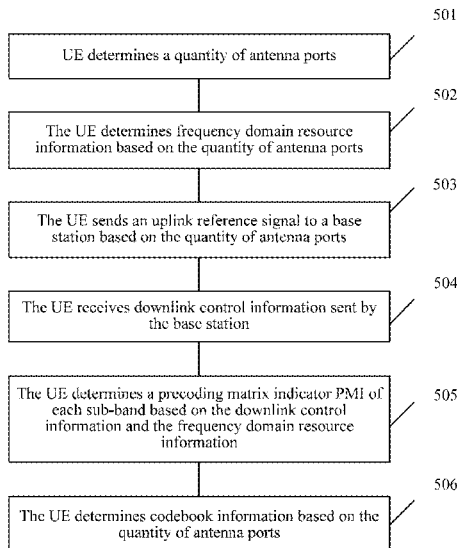 501
UE determines a quantity of antenna ports
502
The UE determines frequency domain resource
information based on the quantity of antenna ports
503
The UE sends an uplink reference signal to a base
station based on the quantity of antenna ports
504
The UE receives downlink control information sent by
the base station
505
The UE determines a precoding matrix indicator PMI of
each sub-band based on the downlink control
information and the frequency domain resource
information
506
The UE determines codebook information based on the
quantity of antenna ports